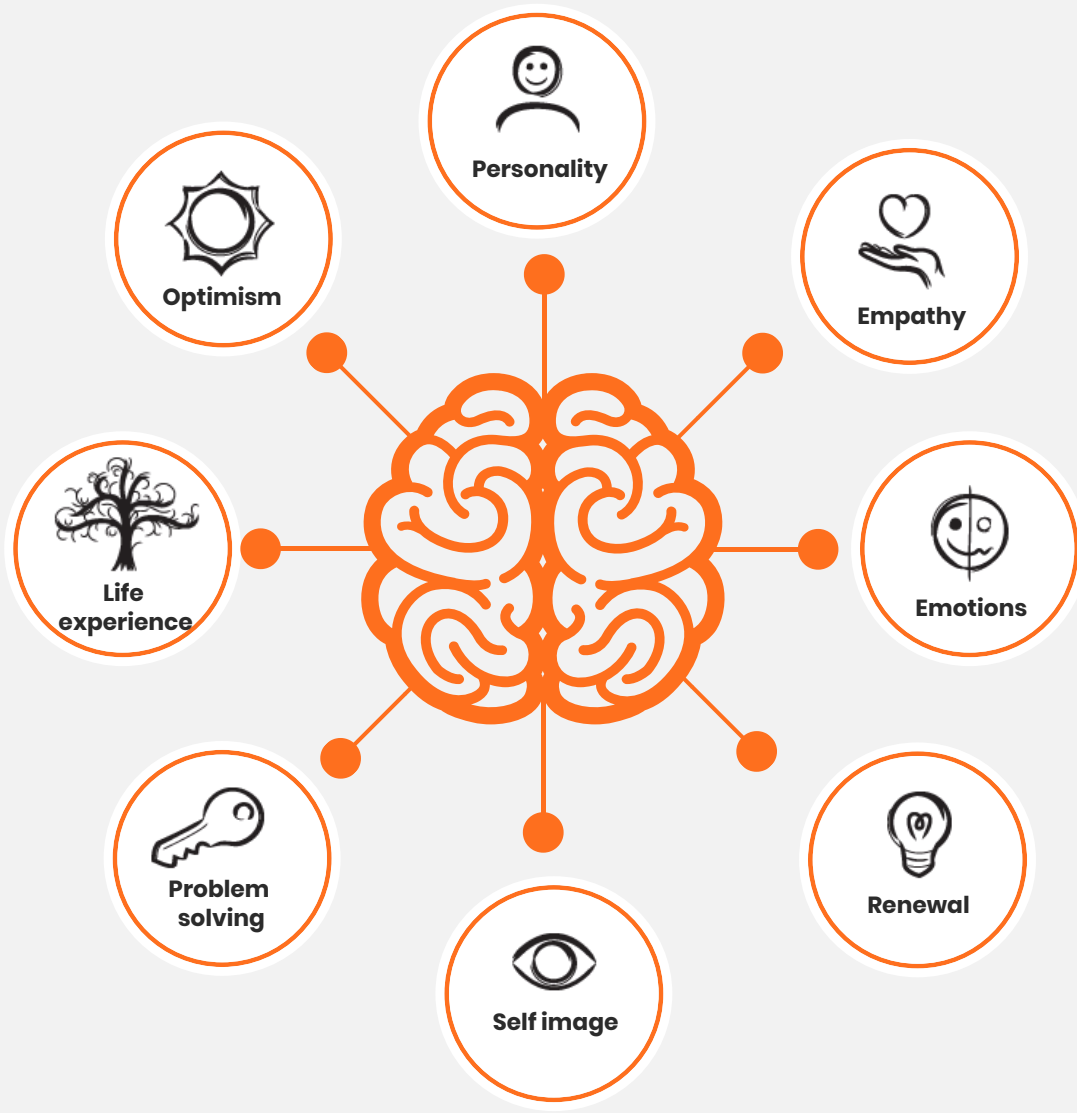 Personality
Optimism
Empathy
Life
experience
Emotions
Problem
solving
Renewal
Self image